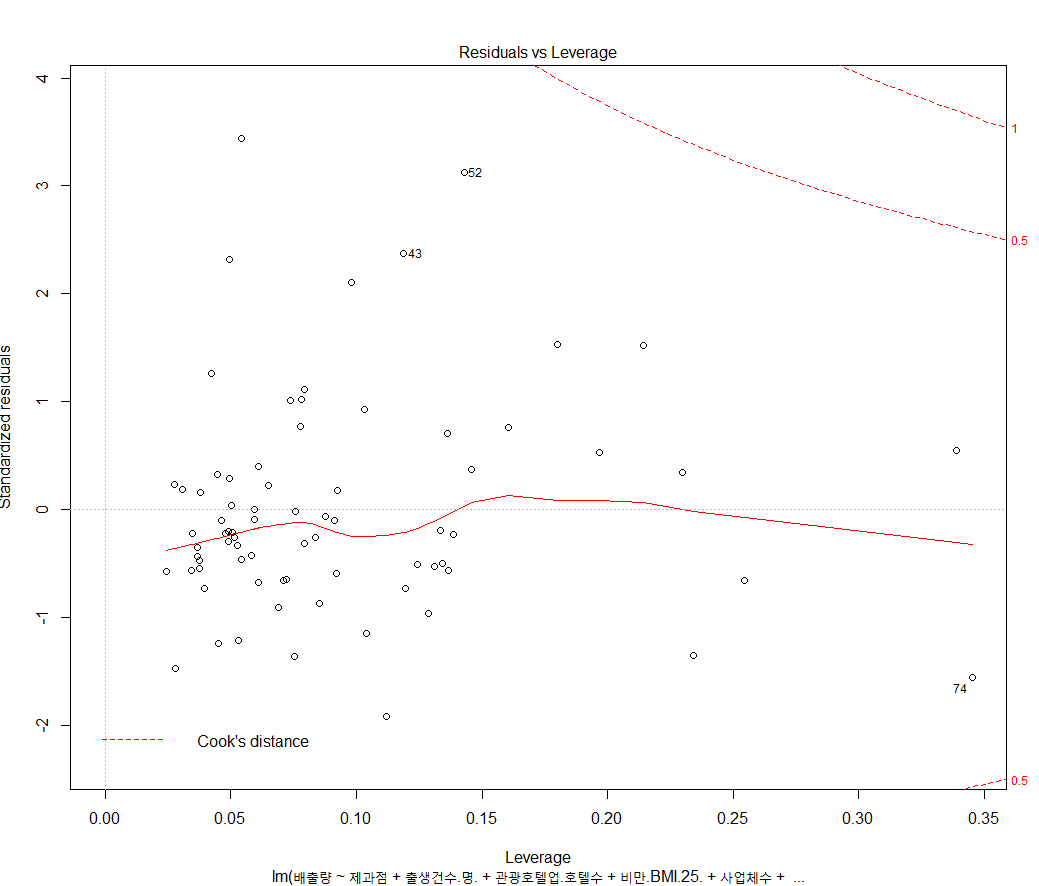 Residuals vs Leverage
4
3
2
1
0
-1
-2
Standardized residuals
52
43
74
1
0.5
0.5
Cook's distance
0.00 0.05 0.10 0.15 0.20 0.25 0.30 0.35
Leverage
lm(배출량 ~ 제과점 + 출생건수.명. + 관광호텔업.호텔수 + 비만.BMI.25. + 사업체수 + ...